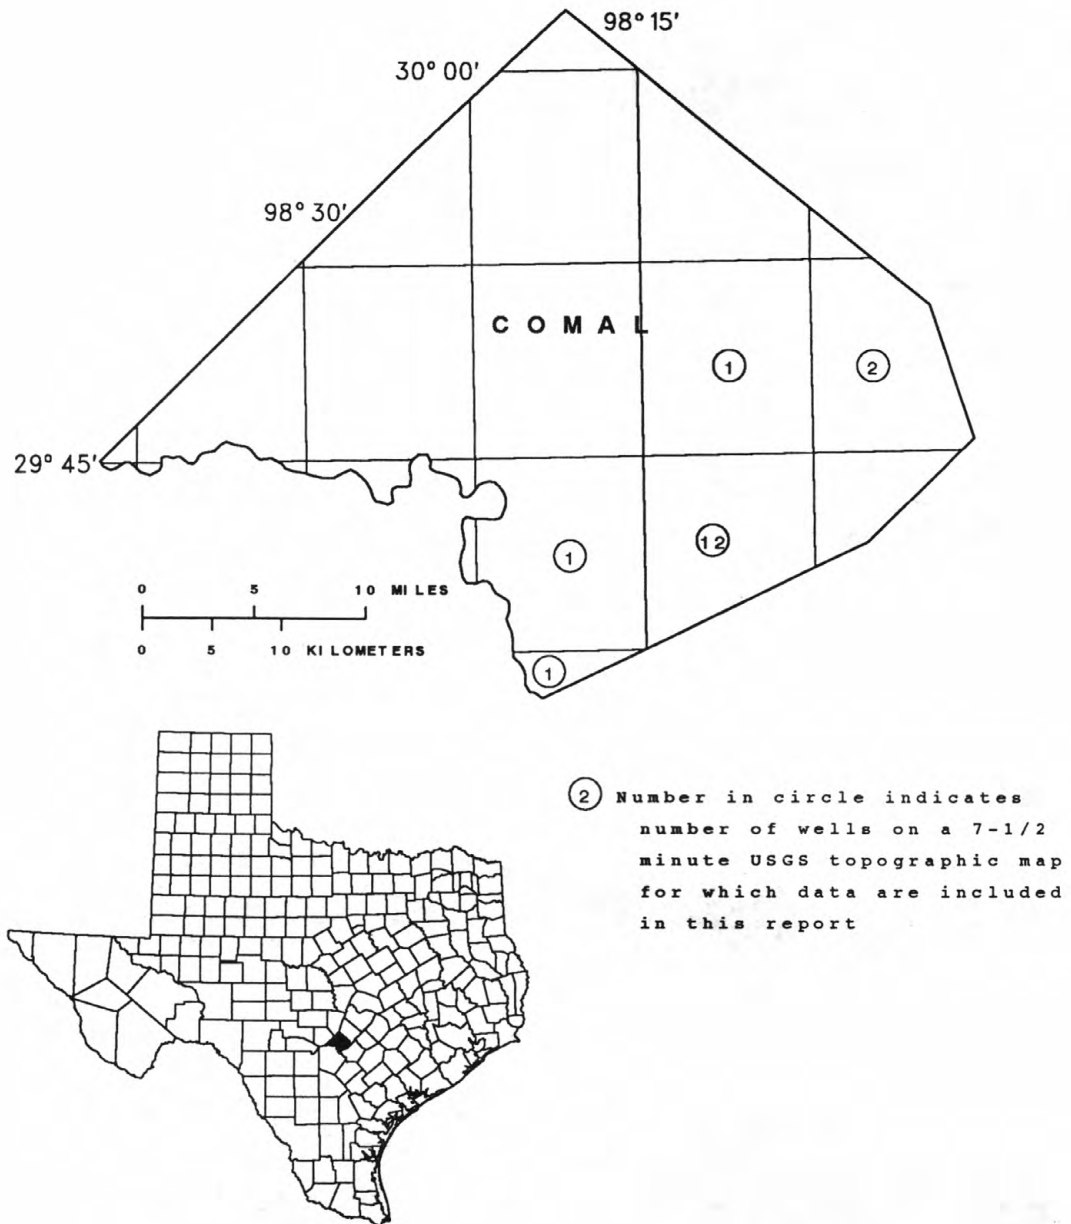 98° 15'
30° 00'
98° 30'
COMAL
1
2
29° 45'
12
1
0 5 10 MILES
0 5 10 KILOMETERS
1
2 Number in circle indicates
number of wells on a 7-1/2
minute USGS topographic map
for which data are included
in this report